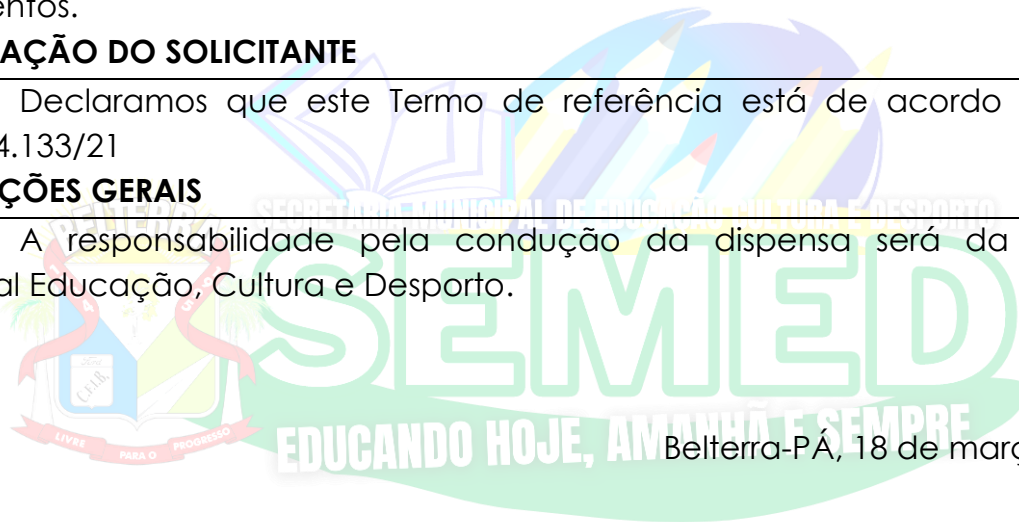 entos.
AÇÃO DO SOLICITANTE
Declaramos que este Termo de referência está de acordo
4.133/21
ÇÕES GERAIS
SECRETARIA MUNICIPAL DE EDUCAÇÃO CULTURA E DESPORTO
BELTERRA
A responsabilidade pela condução da dispensa será da
al Educação, Cultura e Desporto.
SEMED
C.F.I.B.
LIVRE PARA O PROGRESSO
EDUCANDO HOJE, AMANHÃ E SEMPRE
Belterra-PÁ, 18 de març